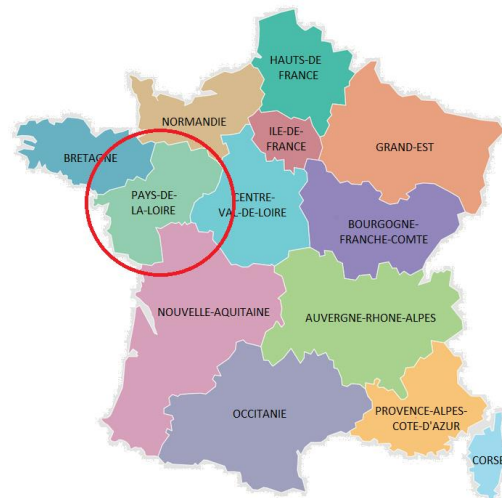 HAUTS-DE
FRANCE
NORMANDIE
ILE-DE-
FRANCE
GRAND-EST
BRETAGNE
PAYS-DE-
LA-LOIRE
CENTRE-
VAL-DE-LOIRE
BOURGOGNE-
FRANCHE-COMTE
NOUVELLE-AQUITAINE
AUVERGNE-RHONE-ALPES
OCCITANIE
PROVENCE-ALPES-
COTE-D'AZUR
CORSE